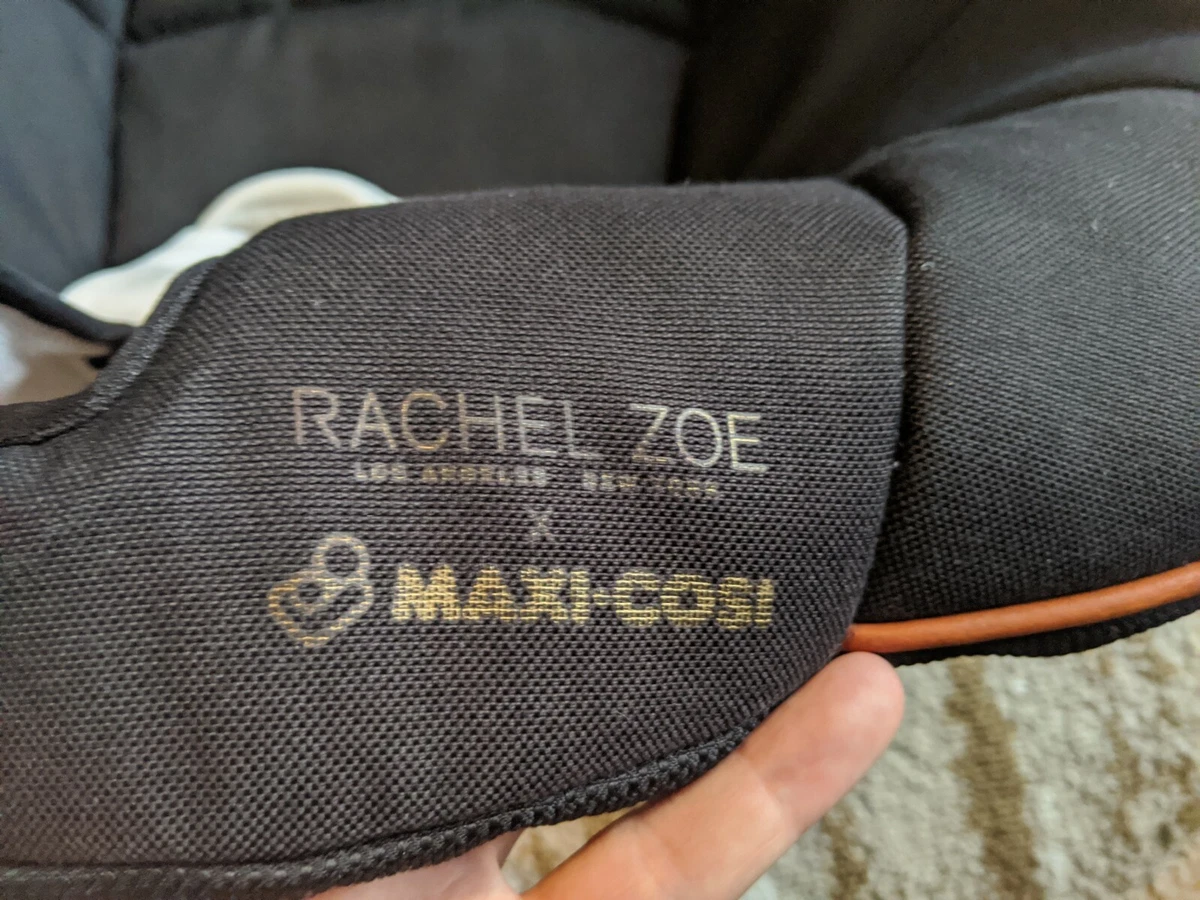 RACHEL ZOE
LOS ANGELES NEW YORK
X
MAXI-COSI